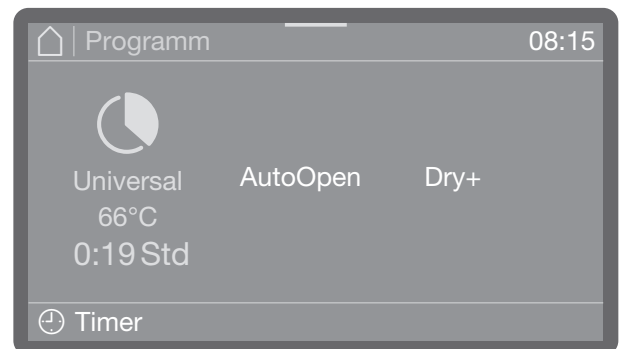 Programm 08:15
Universal AutoOpen Dry+
66°C
0:19 Std
Timer